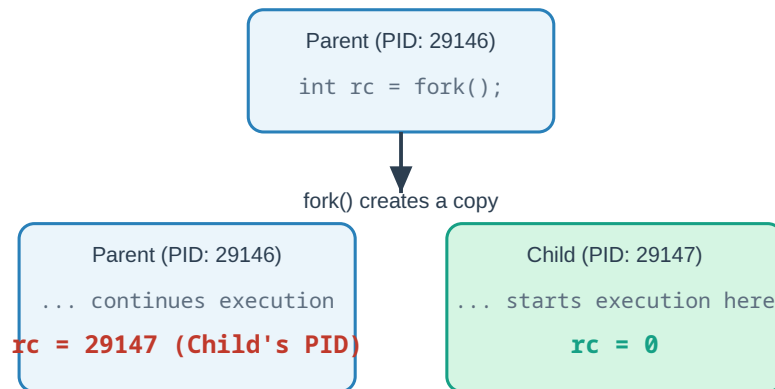 Parent (PID: 29146)
int rc = fork();
fork() creates a copy
Parent (PID: 29146)
... continues execution
rc = 29147 (Child's PID)
Child (PID: 29147)
... starts execution here
rc = 0